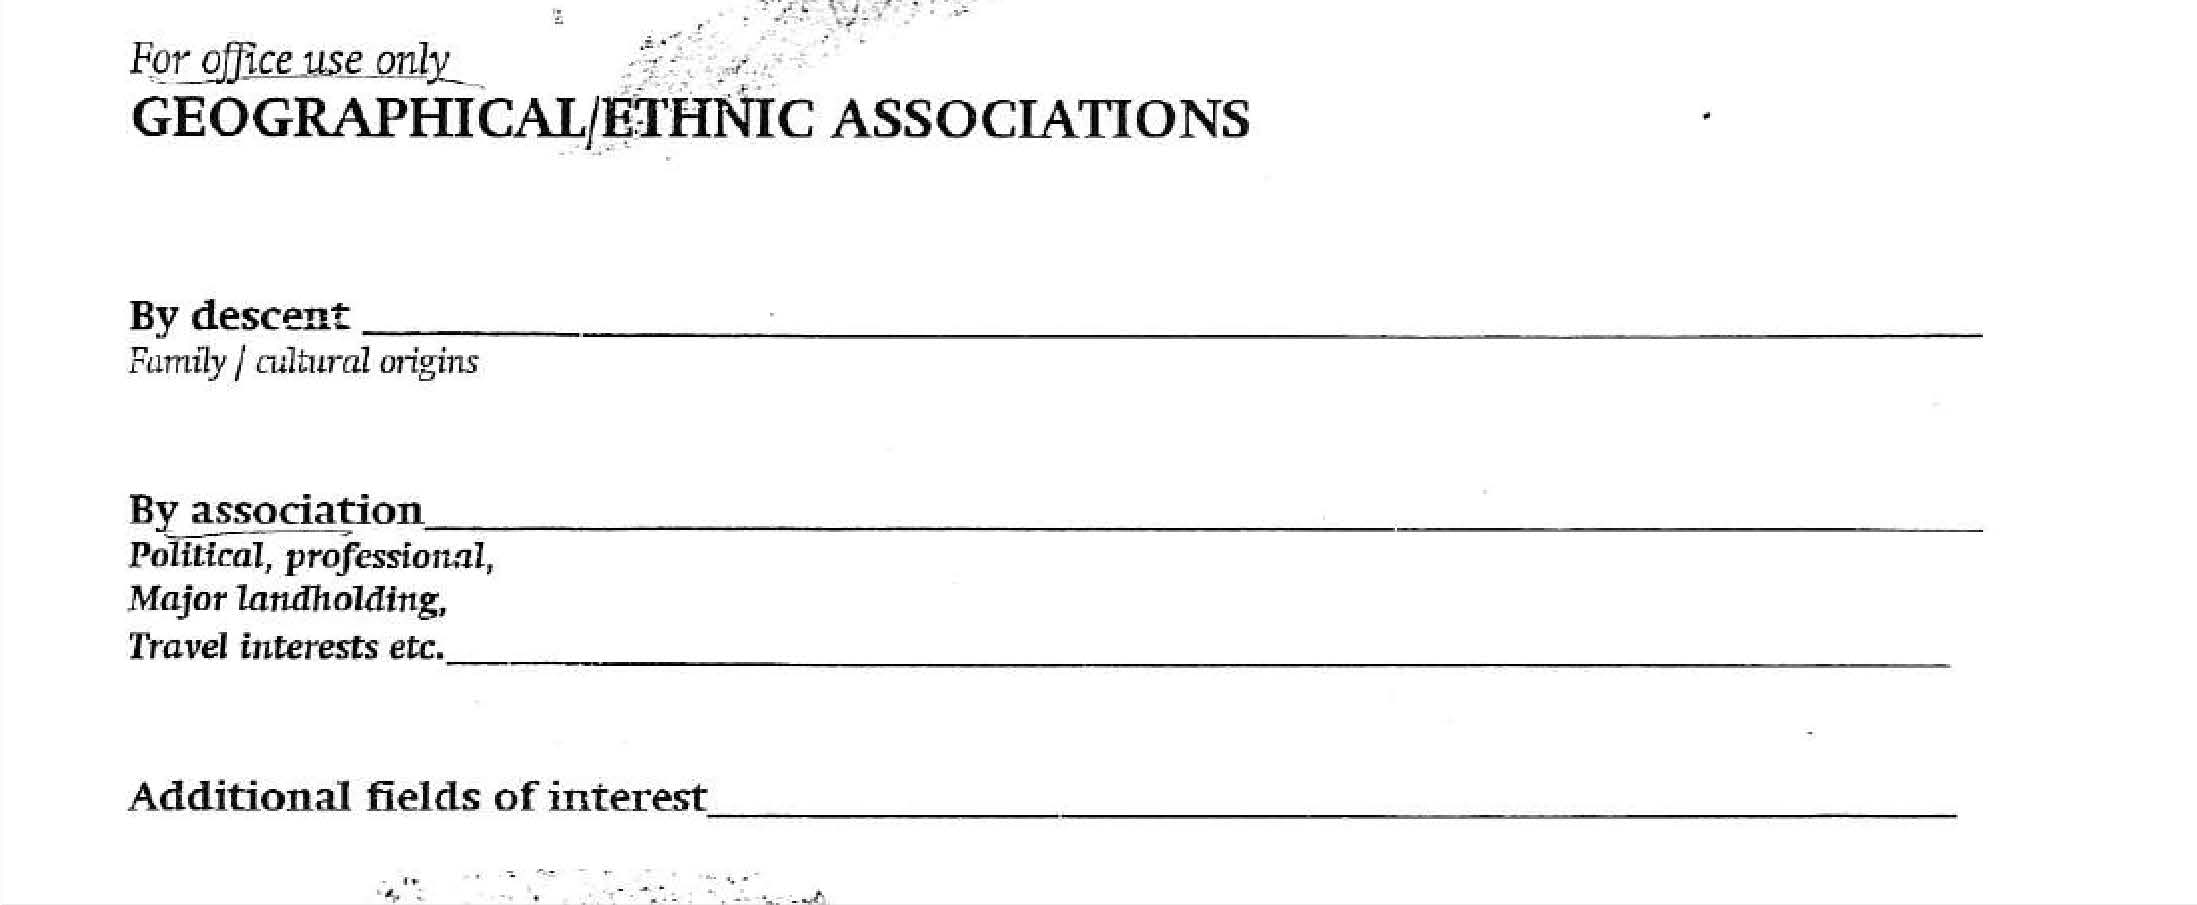 For office use only
GEOGRAPHICAL/ETHNIC ASSOCIATIONS
By descent
Family / cultural origins
By association
Political, professional,
Major landholding,
Travel interests etc.
Additional fields of interest